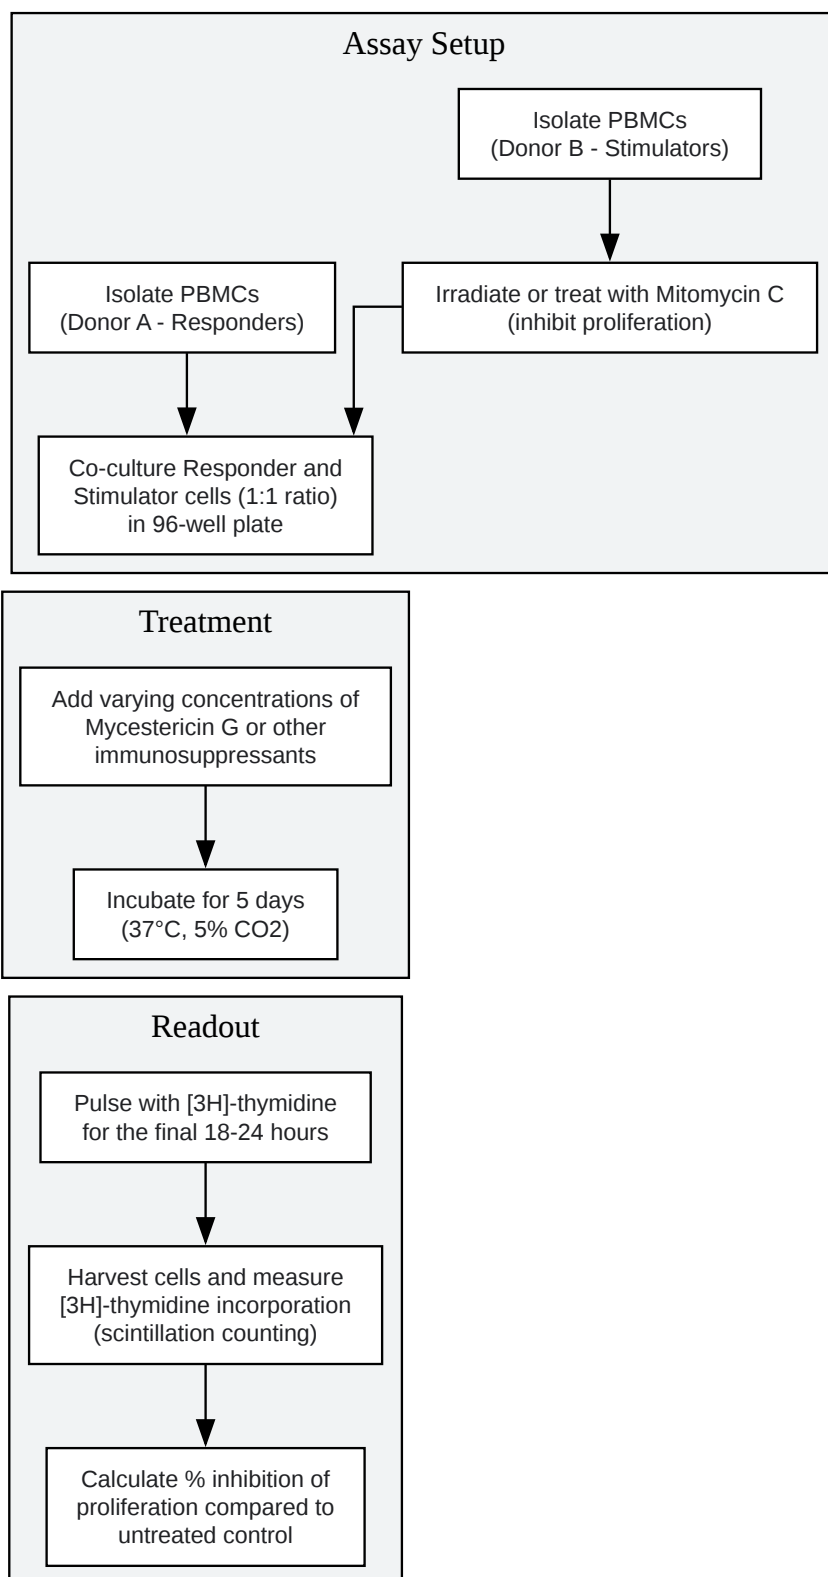 Assay Setup
Isolate PBMCs
(Donor B - Stimulators)
Isolate PBMCs
(Donor A - Responders)
Irradiate or treat with Mitomycin C
(inhibit proliferation)
Co-culture Responder and
Stimulator cells (1:1 ratio)
in 96-well plate
Treatment
Add varying concentrations of
Mycestericin G or other
immunosuppressants
Incubate for 5 days
(37°C, 5% CO2)
Readout
Pulse with [3H]-thymidine
for the final 18-24 hours
Harvest cells and measure
[3H]-thymidine incorporation
(scintillation counting)
Calculate % inhibition of
proliferation compared to
untreated control